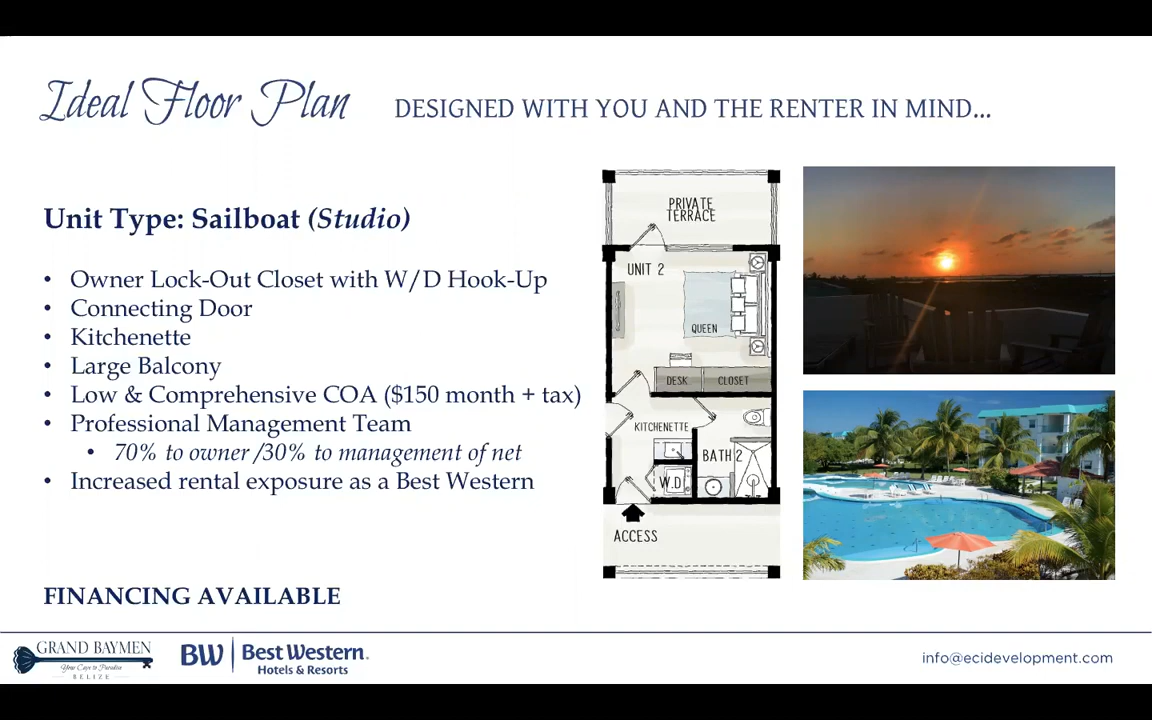 Ideal Floor Plan
DESIGNED WITH YOU AND THE RENTER IN MIND...
Unit Type: Sailboat (Studio)
• Owner Lock-Out Closet with W/D Hook-Up
• Connecting Door
• Kitchenette
• Large Balcony
• Low & Comprehensive COA ($150 month + tax)
• Professional Management Team
• 70% to owner /30% to management of net
• Increased rental exposure as a Best Western
FINANCING AVAILABLE
PRIVATE
TERRACE
UNIT 2
QUEEN
DESK
CLOSET
KITCHENETTE
BATH 2
W.D
ACCESS
GRAND BAYMEN
Your Caye to Paradise
BELIZE
BW
Best Western
Hotels & Resorts
info@ecidevelopment.com